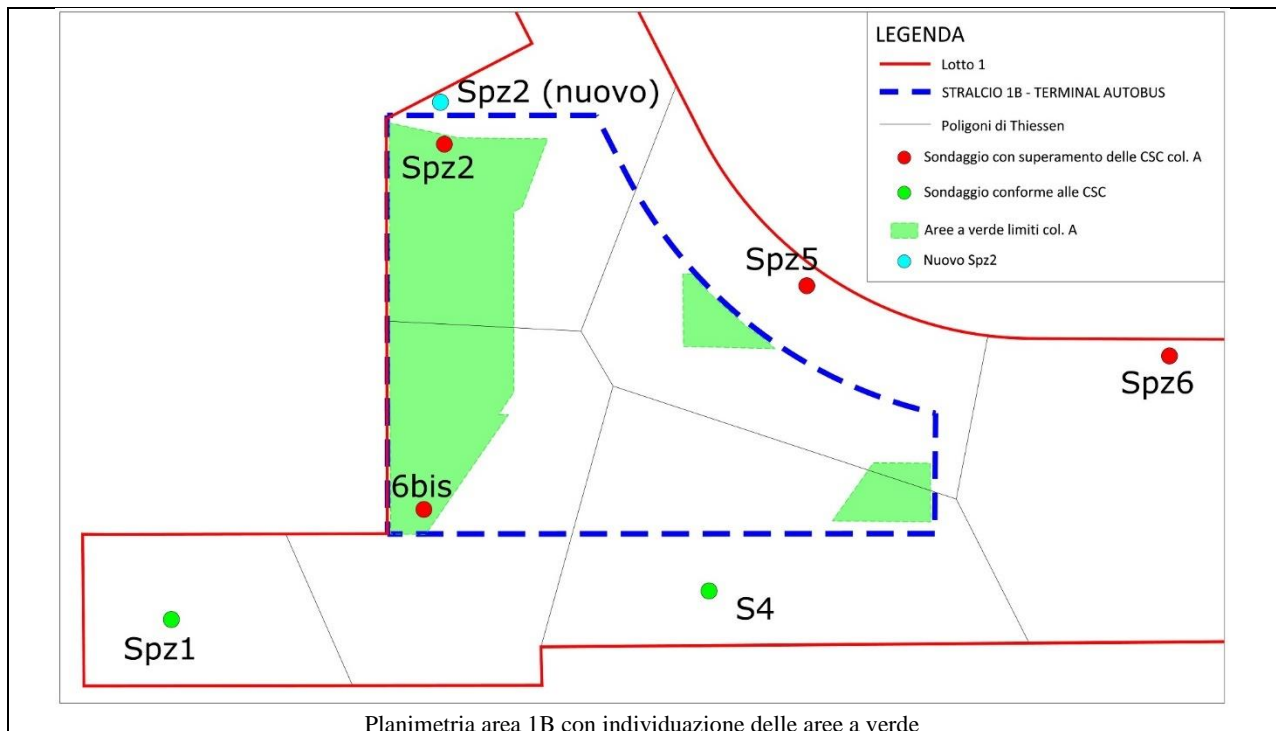 LEGENDA
Lotto 1
STRALCIO 1B - TERMINAL AUTOBUS
Poligoni di Thiessen
Sondaggio con superamento delle CSC col. A
Sondaggio conforme alle CSC
Aree a verde limiti col. A
Nuovo Spz2
Spz2 (nuovo)
Spz2
Spz5
Spz6
6bis
S4
Spz1
Planimetria area 1B con individuazione delle aree a verde